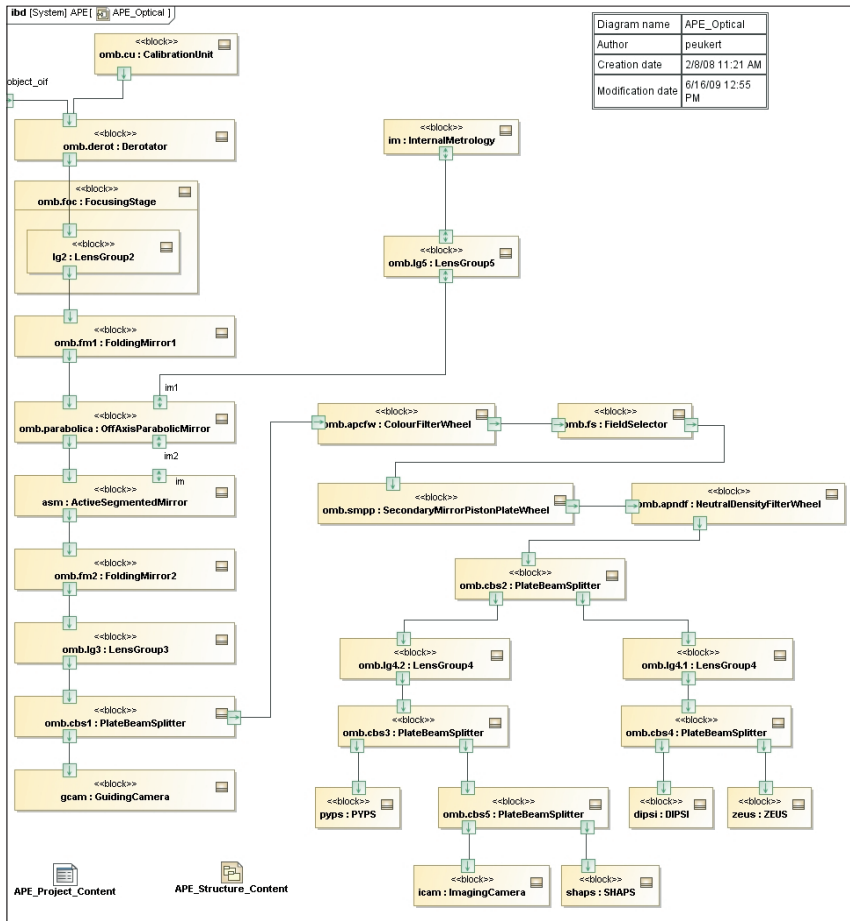 ibd [System] APE[ APE_Optical ]
Diagram name APE_Optical
Author peukert
Creation date 2/8/08 11:21 AM
Modification date 6/16/09 12:55 PM
<<block>>
omb.cu : CalibrationUnit
object_oif
<<block>>
omb.derot : Derotator
<<block>>
im : InternalMetrology
<<block>>
omb.foc : FocusingStage
<<block>>
lg2 : LensGroup2
<<block>>
omb.lg5 : LensGroup5
<<block>>
omb.fm1 : FoldingMirror1
im1
<<block>>
omb.parabolica : OffAxisParabolicMirror
im2
<<block>>
omb.apcfw : ColourFilterWheel
<<block>>
omb.fs : FieldSelector
im
<<block>>
asm : ActiveSegmentedMirror
<<block>>
omb.smpp : SecondaryMirrorPistonPlateWheel
<<block>>
omb.apndf : NeutralDensityFilterWheel
<<block>>
omb.fm2 : FoldingMirror2
<<block>>
omb.cbs2 : PlateBeamSplitter
<<block>>
omb.lg3 : LensGroup3
<<block>>
omb.lg4.2 : LensGroup4
<<block>>
omb.lg4.1 : LensGroup4
<<block>>
omb.cbs1 : PlateBeamSplitter
<<block>>
omb.cbs3 : PlateBeamSplitter
<<block>>
omb.cbs4 : PlateBeamSplitter
<<block>>
gcam : GuidingCamera
<<block>>
pyps : PYPS
<<block>>
omb.cbs5 : PlateBeamSplitter
<<block>>
dipsi : DIPSI
<<block>>
zeus : ZEUS
<<block>>
icam : ImagingCamera
<<block>>
shaps : SHAPS
APE_Project_Content
APE_Structure_Content